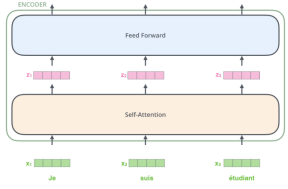 ENCODER
Feed Forward
z₁ z₂ z₃
Self-Attention
x₁ x₂ x₃
Je suis étudiant